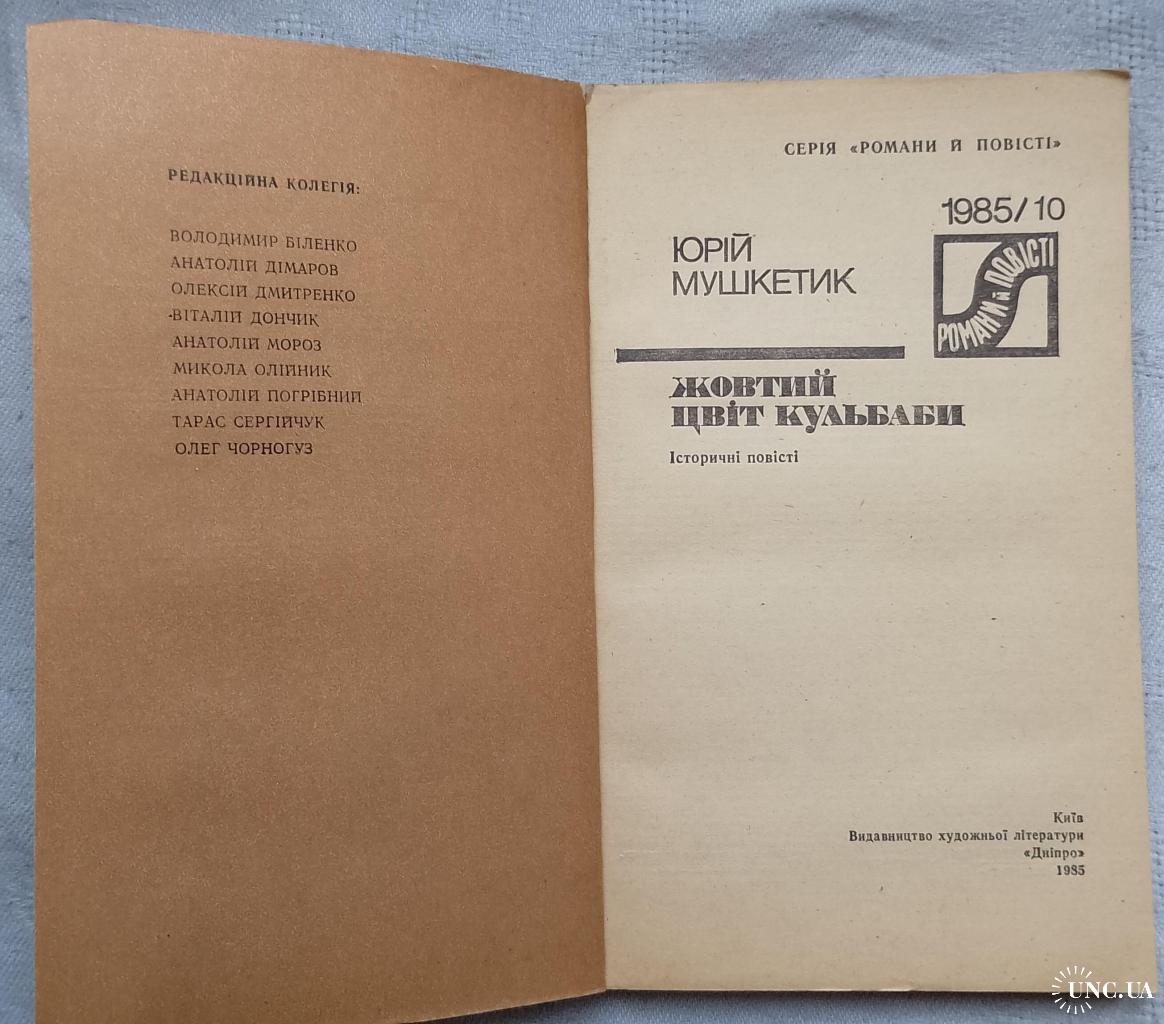 РЕДАКЦІЙНА КОЛЕГІЯ:
ВОЛОДИМИР БІЛЕНКО
АНАТОЛІЙ ДІМАРОВ
ОЛЕКСІЙ ДМИТРЕНКО
ВІТАЛІЙ ДОНЧИК
АНАТОЛІЙ МОРОЗ
МИКОЛА ОЛІЙНИК
АНАТОЛІЙ ПОГРІБНИЙ
ТАРАС СЕРГІЙЧУК
ОЛЕГ ЧОРНОГУЗ
СЕРІЯ «РОМАНИ Й ПОВІСТІ»
1985/10
РОМАНИ Й ПОВІСТІ
ЮРІЙ
МУШКЕТИК
ЖОВТИЙ
ЦВІТ КУЛЬБАБИ
Історичні повісті
Київ
Видавництво художньої літератури
«Дніпро»
1985
UNC.UA